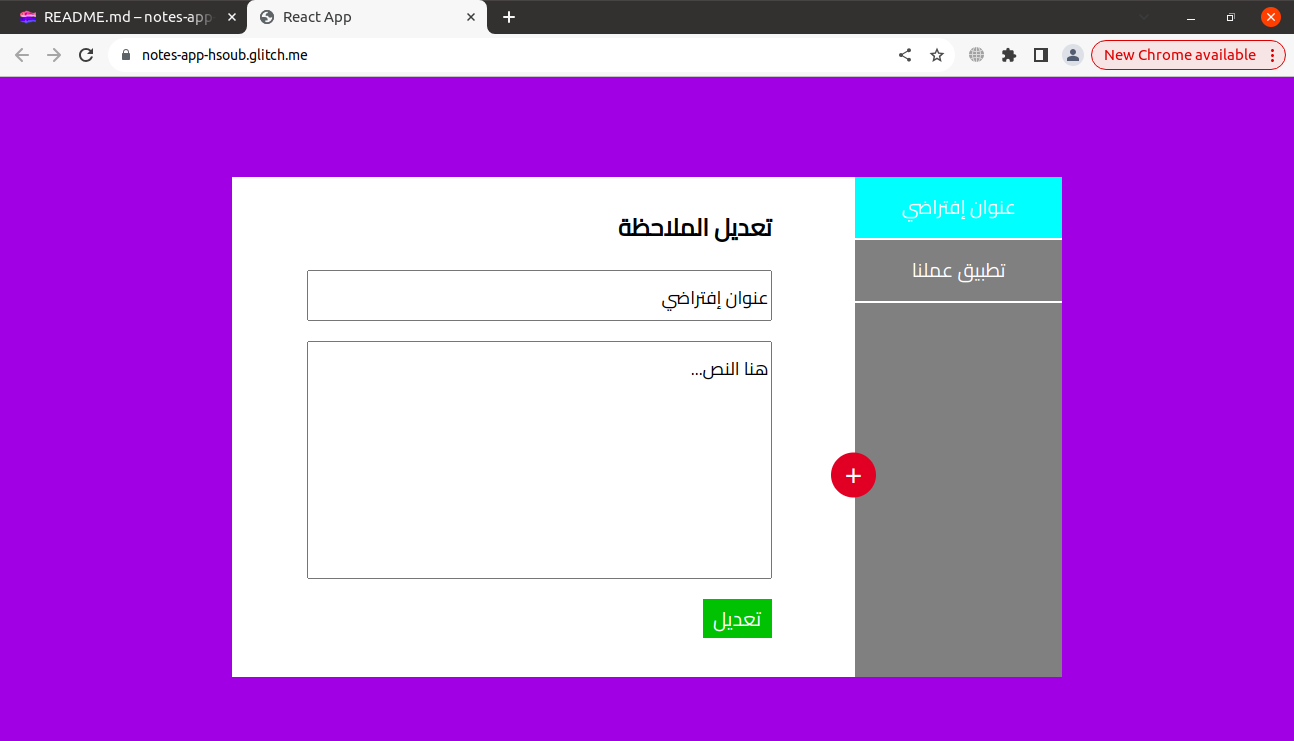 README.md – notes-app
React App
notes-app-hsoub.glitch.me
New Chrome available
عنوان إفتراضي
تطبيق عملنا
تعديل الملاحظة
عنوان إفتراضي
هنا النص...
+
تعديل